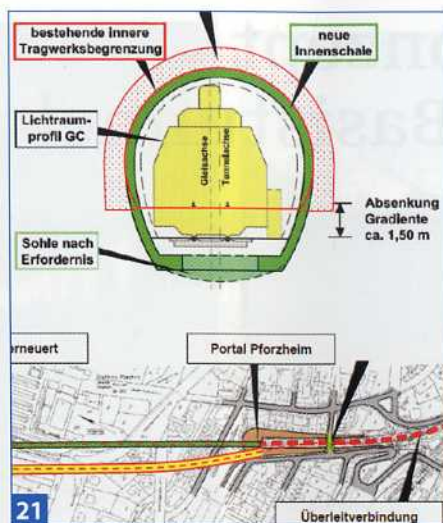 bestehende innere
Tragwerksbegrenzung
neue
Innenschale
Lichtraum-
profil GC
Gleisachse
Tunnelachse
Absenkung
Gradiente
ca. 1,50 m
Sohle nach
Erfordernis
erneuert
Portal Pforzheim
21
Überleitverbindung